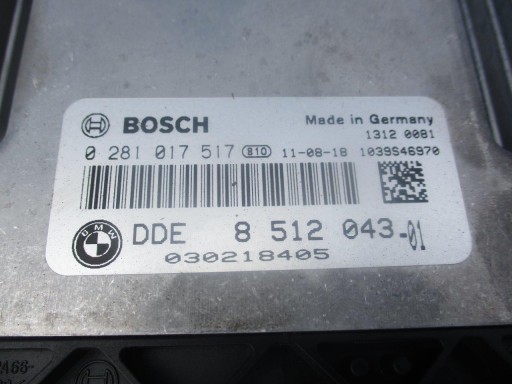 BOSCH
Made in Germany
1312 0081
0 281 017 517 810 11-08-18 1039S46970
BMW
DDE 8 512 043-01
030218405